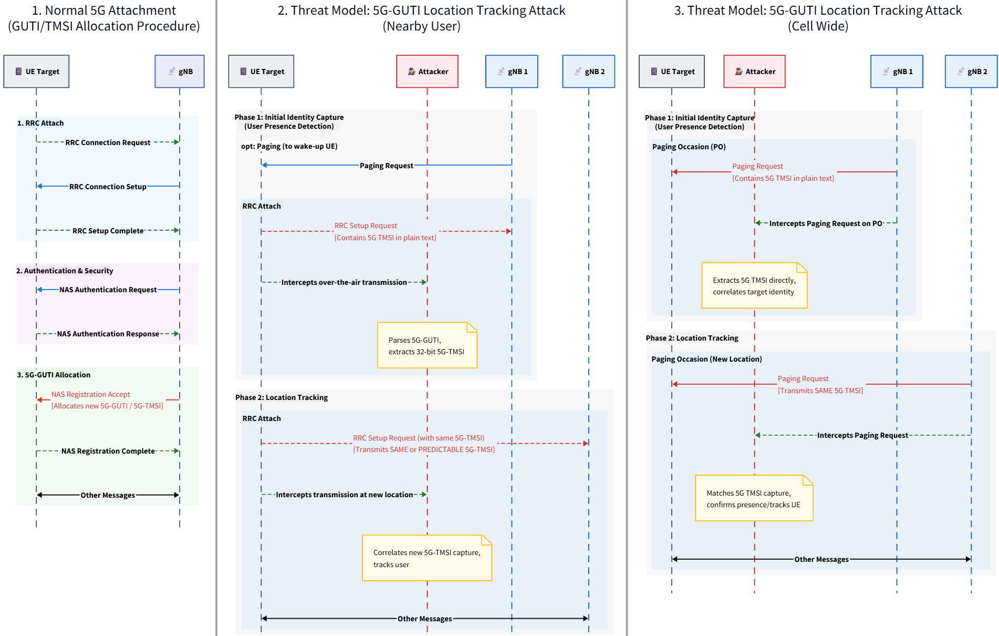 1. Normal 5G Attachment
(GUTI/TMSI Allocation Procedure)
UE Target
gNB
1. RRC Attach
RRC Connection Request
RRC Connection Setup
RRC Setup Complete
2. Authentication & Security
NAS Authentication Request
NAS Authentication Response
3. 5G-GUTI Allocation
NAS Registration Accept
[Allocates new 5G-GUTI / 5G-TMSI]
NAS Registration Complete
Other Messages
2. Threat Model: 5G-GUTI Location Tracking Attack
(Nearby User)
UE Target
Attacker
gNB 1
gNB 2
Phase 1: Initial Identity Capture
(User Presence Detection)
opt: Paging (to wake-up UE)
Paging Request
RRC Attach
RRC Setup Request
[Contains 5G TMSI in plain text]
Intercepts over-the-air transmission
Parses 5G-GUTI,
extracts 32-bit 5G-TMSI
Phase 2: Location Tracking
RRC Attach
RRC Setup Request (with same 5G-TMSI)
[Transmits SAME or PREDICTABLE 5G-TMSI]
Intercepts transmission at new location
Correlates new 5G-TMSI capture,
tracks user
Other Messages
3. Threat Model: 5G-GUTI Location Tracking Attack
(Cell Wide)
UE Target
Attacker
gNB 1
gNB 2
Phase 1: Initial Identity Capture
(User Presence Detection)
Paging Occasion (PO)
Paging Request
[Contains 5G TMSI in plain text]
Intercepts Paging Request on PO
Extracts 5G TMSI directly,
correlates target identity
Phase 2: Location Tracking
Paging Occasion (New Location)
Paging Request
[Transmits SAME 5G TMSI]
Intercepts Paging Request
Matches 5G TMSI capture,
confirms presence/tracks UE
Other Messages